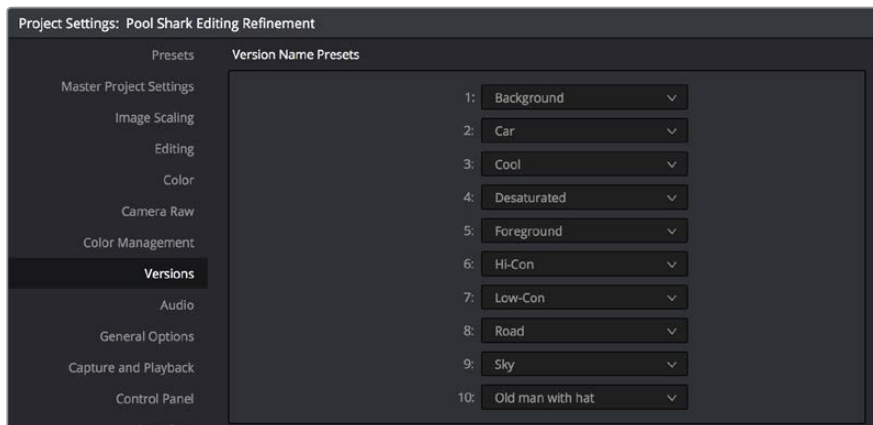 Project Settings: Pool Shark Editing Refinement
Presets
Master Project Settings
Image Scaling
Editing
Color
Camera Raw
Color Management
Versions
Audio
General Options
Capture and Playback
Control Panel
Version Name Presets
1: Background
2: Car
3: Cool
4: Desaturated
5: Foreground
6: Hi-Con
7: Low-Con
8: Road
9: Sky
10: Old man with hat